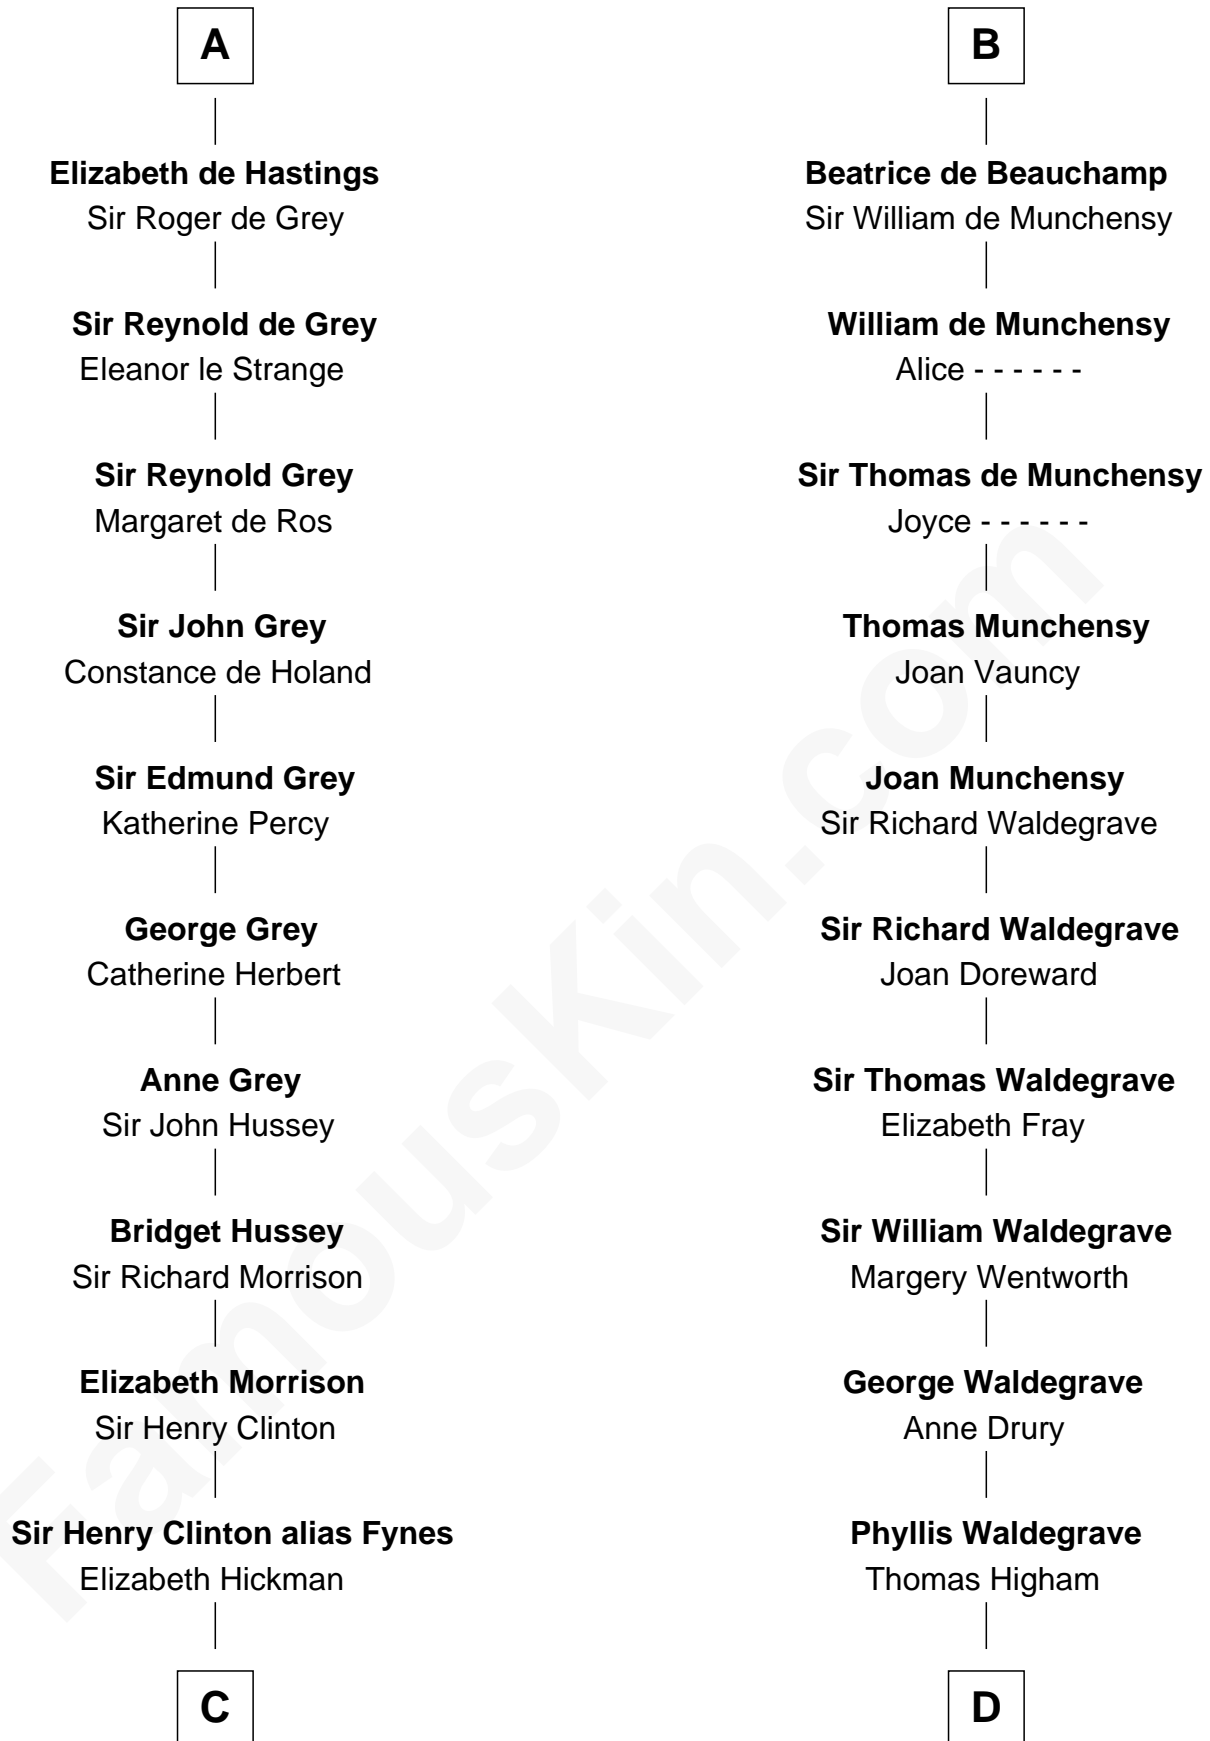 A
Elizabeth de Hastings
Sir Roger de Grey
Sir Reynold de Grey
Eleanor le Strange
Sir Reynold Grey
Margaret de Ros
Sir John Grey
Constance de Holand
Sir Edmund Grey
Katherine Percy
George Grey
Catherine Herbert
Anne Grey
Sir John Hussey
Bridget Hussey
Sir Richard Morrison
Elizabeth Morrison
Sir Henry Clinton
Sir Henry Clinton alias Fynes
Elizabeth Hickman
C
B
Beatrice de Beauchamp
Sir William de Munchensy
William de Munchensy
Alice - - - - - -
Sir Thomas de Munchensy
Joyce - - - - - -
Thomas Munchensy
Joan Vauncy
Joan Munchensy
Sir Richard Waldegrave
Sir Richard Waldegrave
Joan Doreward
Sir Thomas Waldegrave
Elizabeth Fray
Sir William Waldegrave
Margery Wentworth
George Waldegrave
Anne Drury
Phyllis Waldegrave
Thomas Higham
D
FamousKin.com